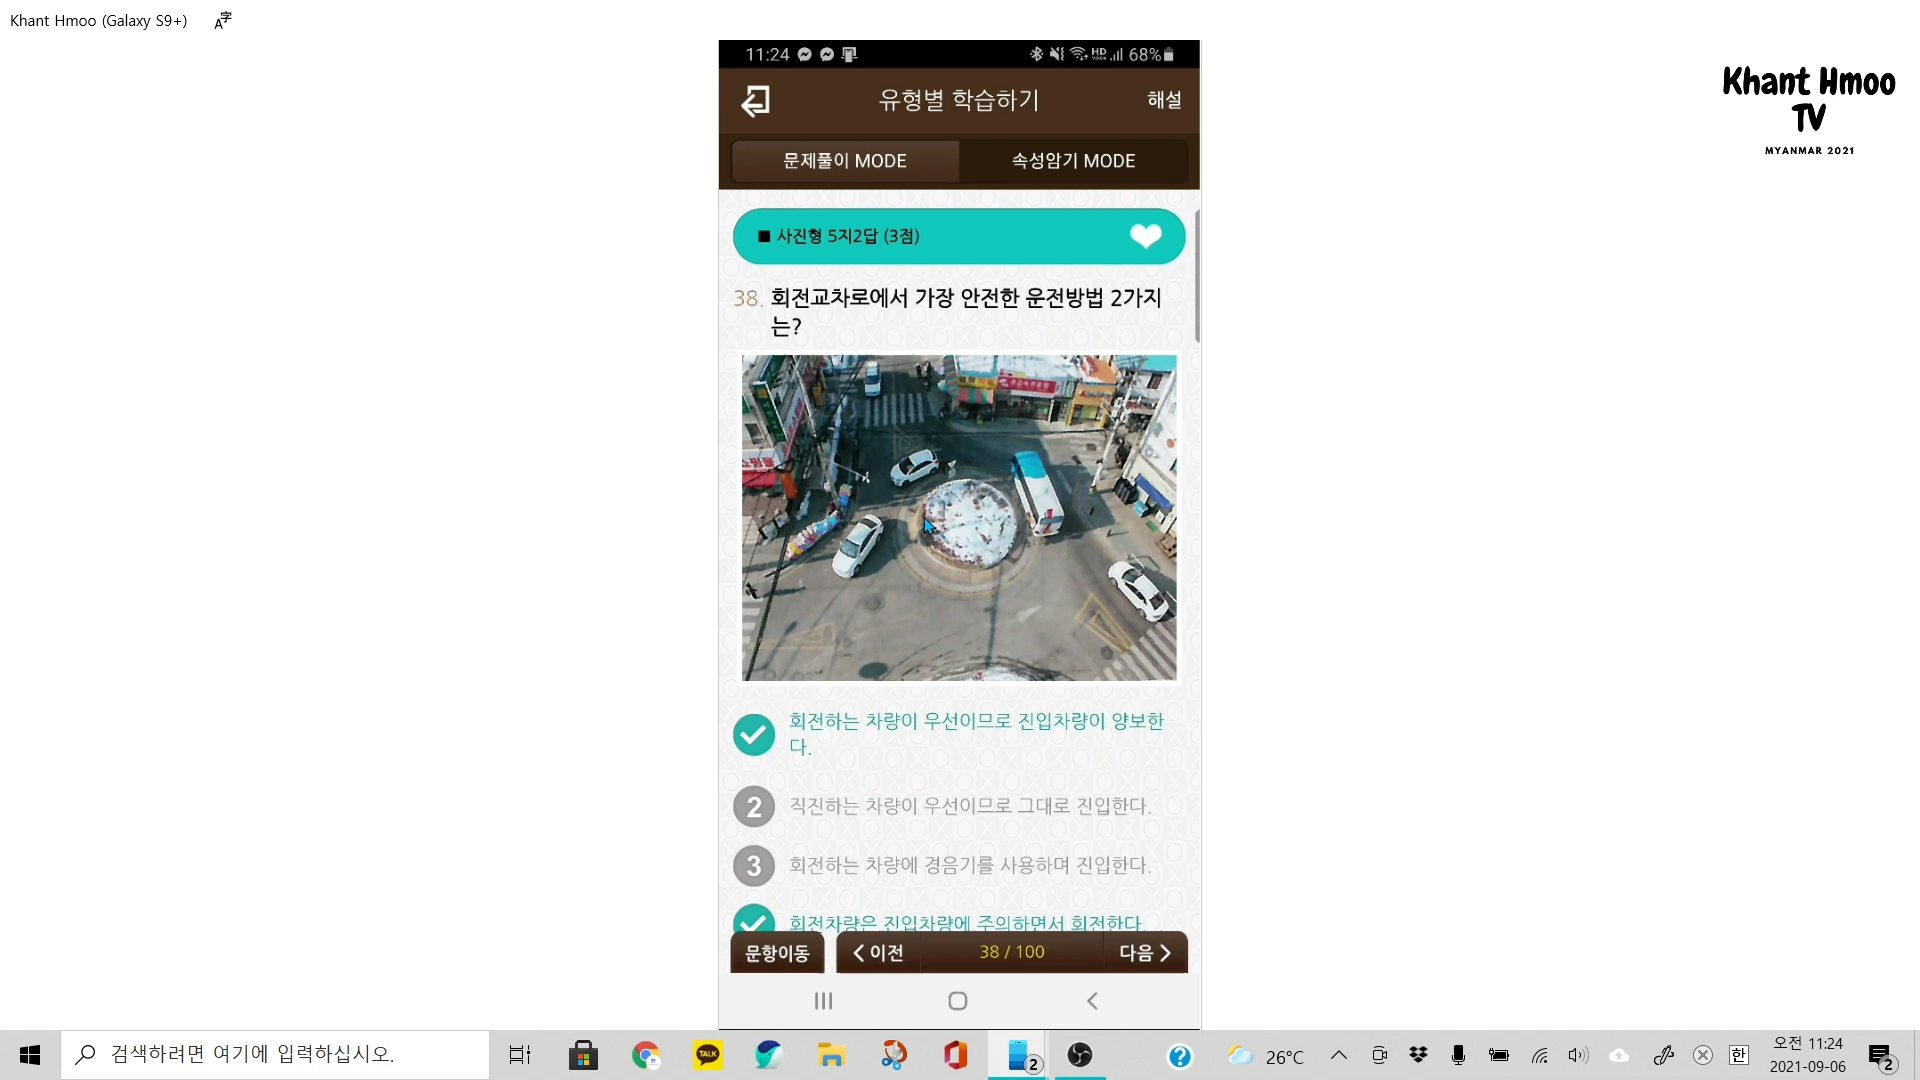 Khant Hmoo (Galaxy S9+)
Khant Hmoo
TV
MYANMAR 2021
11:24
68%
유형별 학습하기
해설
문제풀이 MODE
속성암기 MODE
■ 사진형 5지2답 (3점)
38. 회전교차로에서 가장 안전한 운전방법 2가지
는?
회전하는 차량이 우선이므로 진입차량이 양보한
다.
2 직진하는 차량이 우선이므로 그대로 진입한다.
3 회전하는 차량에 경음기를 사용하며 진입한다.
회전차량은 진입차량에 주의하면서 회전한다.
문항이동
이전
38 / 100
다음
검색하려면 여기에 입력하십시오.
TALK
2
26°C
한
오전 11:24
2021-09-06
2